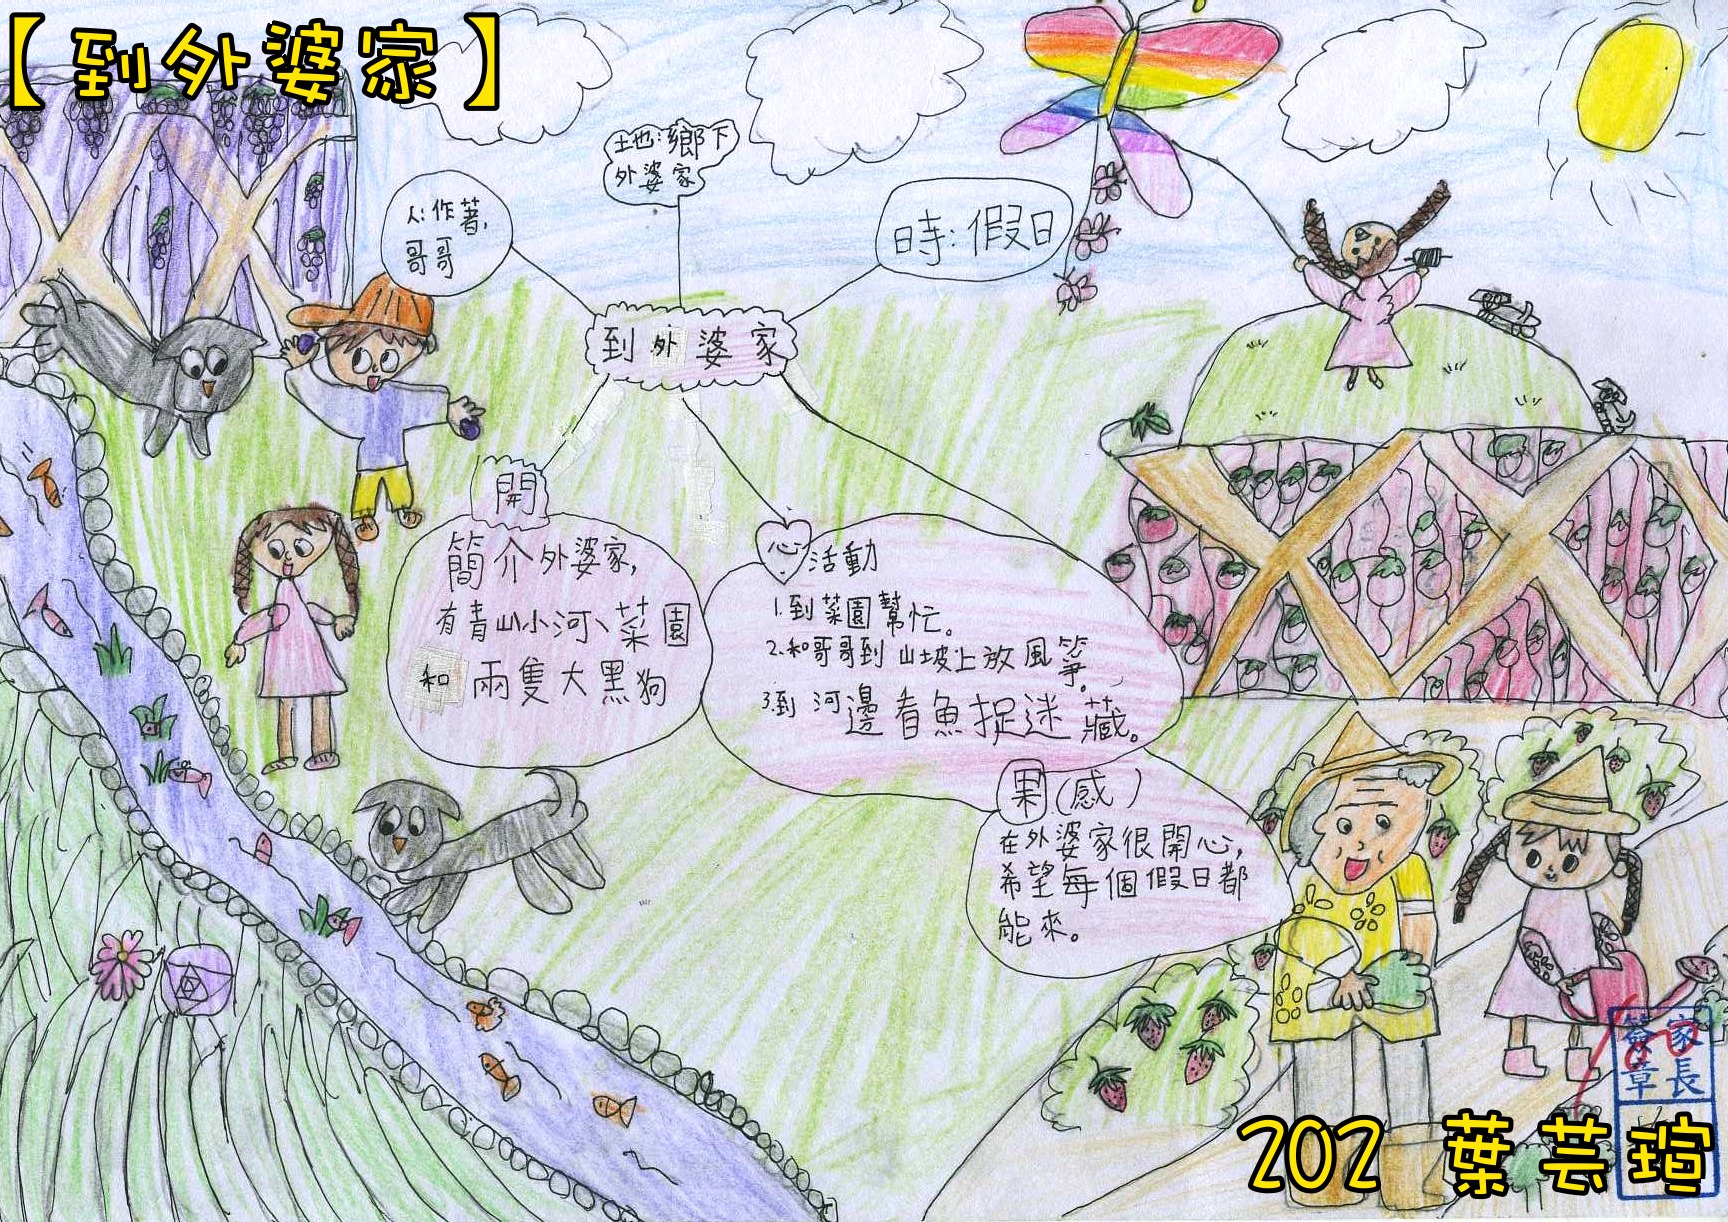 【到外婆家】
土地:鄉下
外婆家
人:作著,
哥哥
時:假日
到外婆家
開
簡介外婆家,
有青山小河、菜園
和兩隻大黑狗
心 活動
1.到菜園幫忙。
2.和哥哥到山坡上放風箏。
3.到河邊看魚捉迷藏。
果(感)
在外婆家很開心,
希望每個假日都
能來。
家長
簽章
202 葉芸瑄